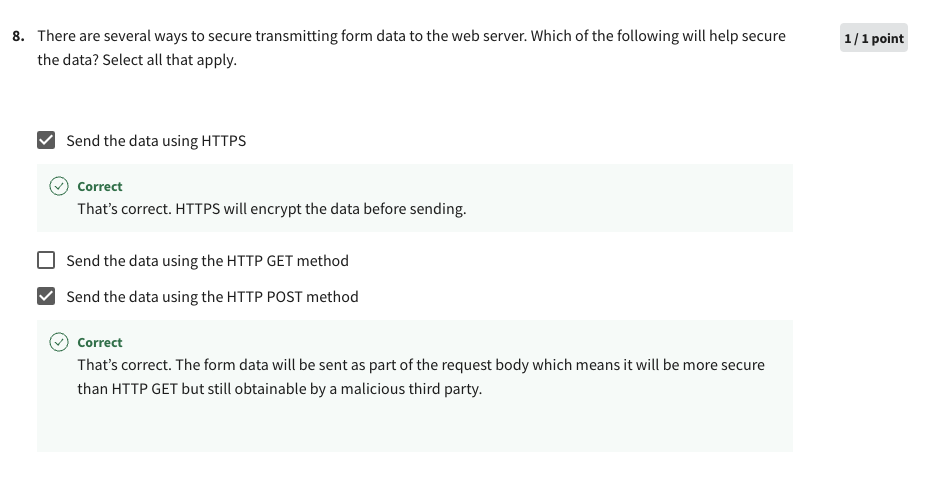 8. There are several ways to secure transmitting form data to the web server. Which of the following will help secure
the data? Select all that apply.
1 / 1 point
Send the data using HTTPS
Correct
That's correct. HTTPS will encrypt the data before sending.
Send the data using the HTTP GET method
Send the data using the HTTP POST method
Correct
That's correct. The form data will be sent as part of the request body which means it will be more secure
than HTTP GET but still obtainable by a malicious third party.